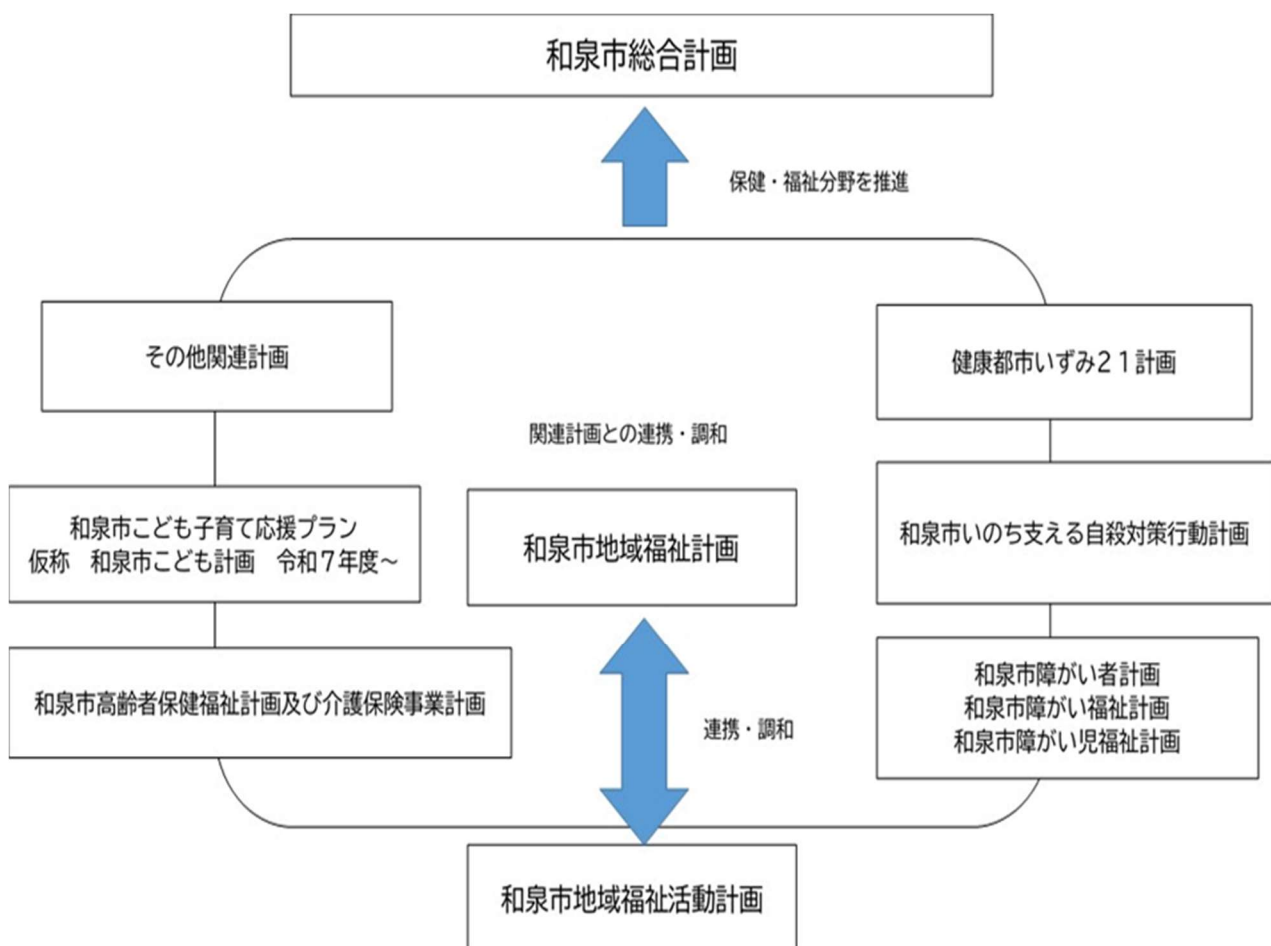 和泉市総合計画
保健・福祉分野を推進
その他関連計画
健康都市いずみ２１計画
関連計画との連携・調和
和泉市こども子育て応援プラン
仮称　和泉市こども計画　令和７年度～
和泉市地域福祉計画
和泉市いのち支える自殺対策行動計画
和泉市高齢者保健福祉計画及び介護保険事業計画
連携・調和
和泉市障がい者計画
和泉市障がい福祉計画
和泉市障がい児福祉計画
和泉市地域福祉活動計画